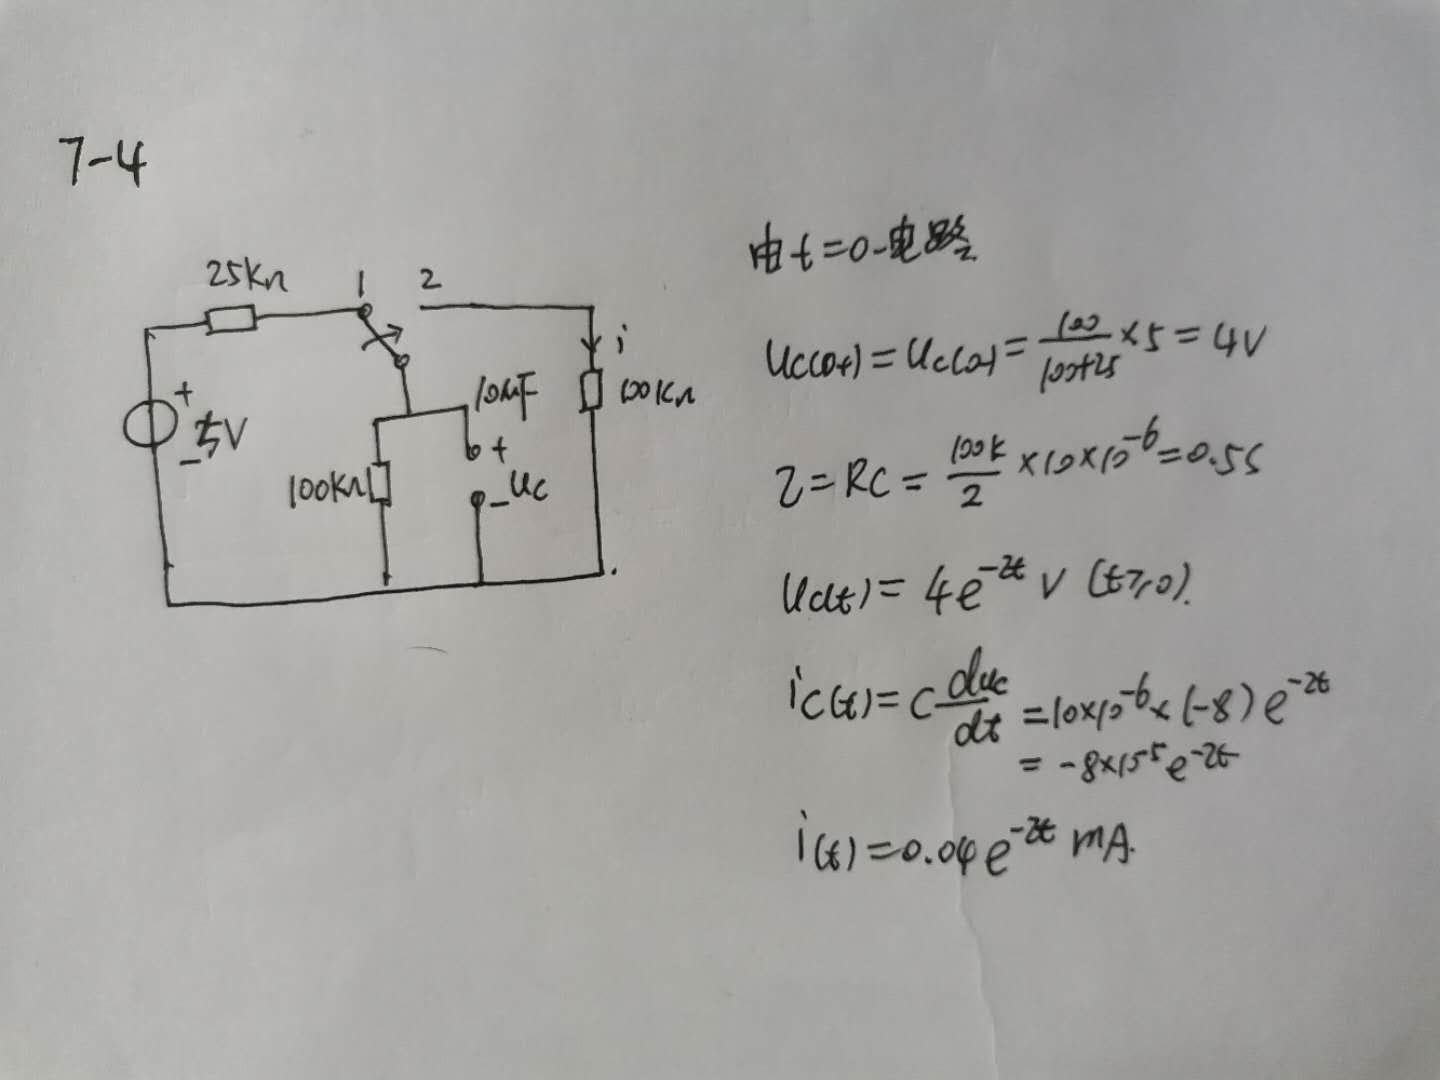 7-4
25KΩ
1
2
i
+
5V
-
10μF
100KΩ
100KΩ
+
-uc
由t=0-电路
uc(0+)=uc(0-)=100/100+25×5=4V
τ=RC=100k/2×10×10^-6=0.5S
uc(t)=4e^-2t V (t≥0).
ic(t)=C duc/dt=10×10^-6×(-8)e^-2t
=-8×10^-5e^-2t
i(t)=0.04e^-2t mA.